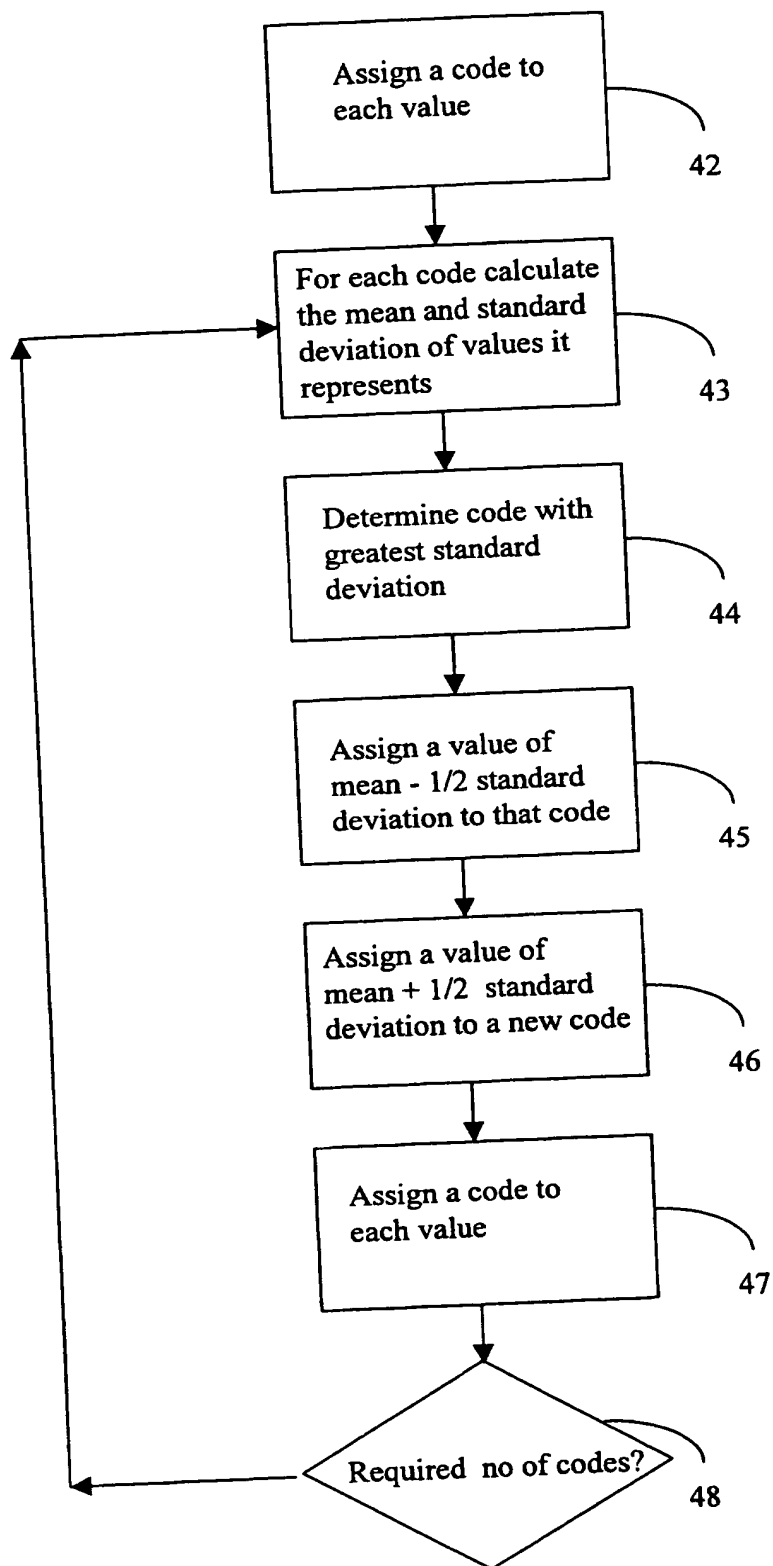 Assign a code to
each value
42
For each code calculate
the mean and standard
deviation of values it
represents
43
Determine code with
greatest standard
deviation
44
Assign a value of
mean - 1/2 standard
deviation to that code
45
Assign a value of
mean + 1/2 standard
deviation to a new code
46
Assign a code to
each value
47
Required no of codes?
48